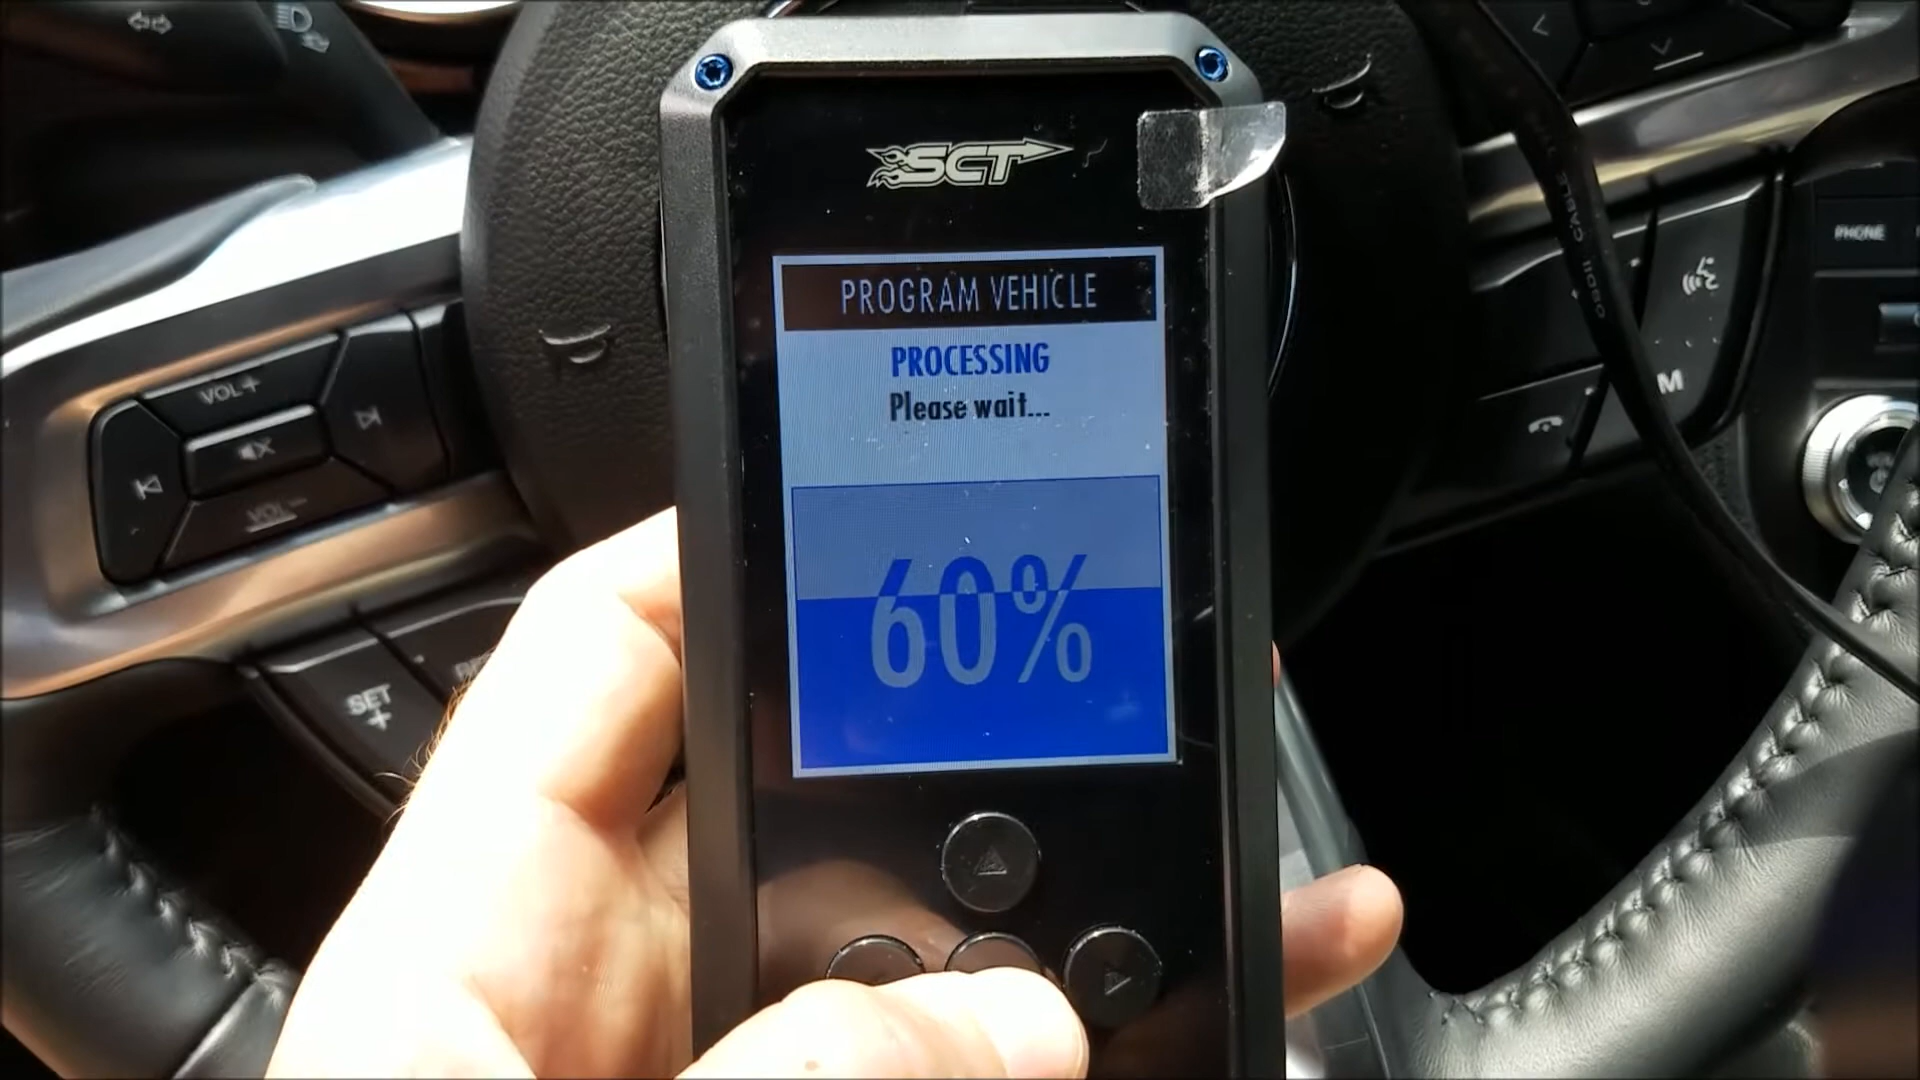 SCT
PROGRAM VEHICLE
PROCESSING
Please wait...
60%
VOL+
VOL-
SET
+
PHONE
M
OBDII CABLE